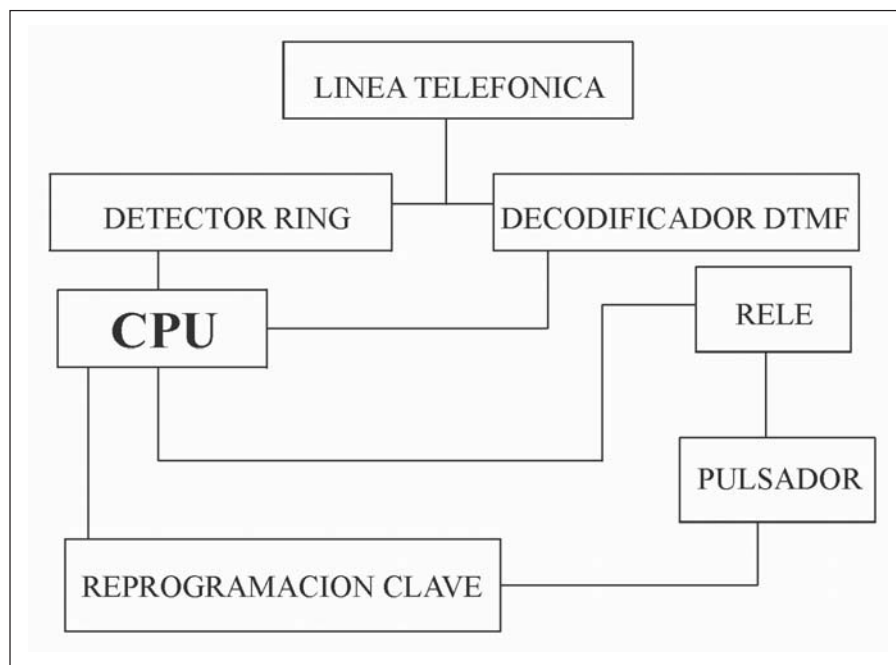 LINEA TELEFONICA
DETECTOR RING
DECODIFICADOR DTMF
CPU
RELE
PULSADOR
REPROGRAMACION CLAVE